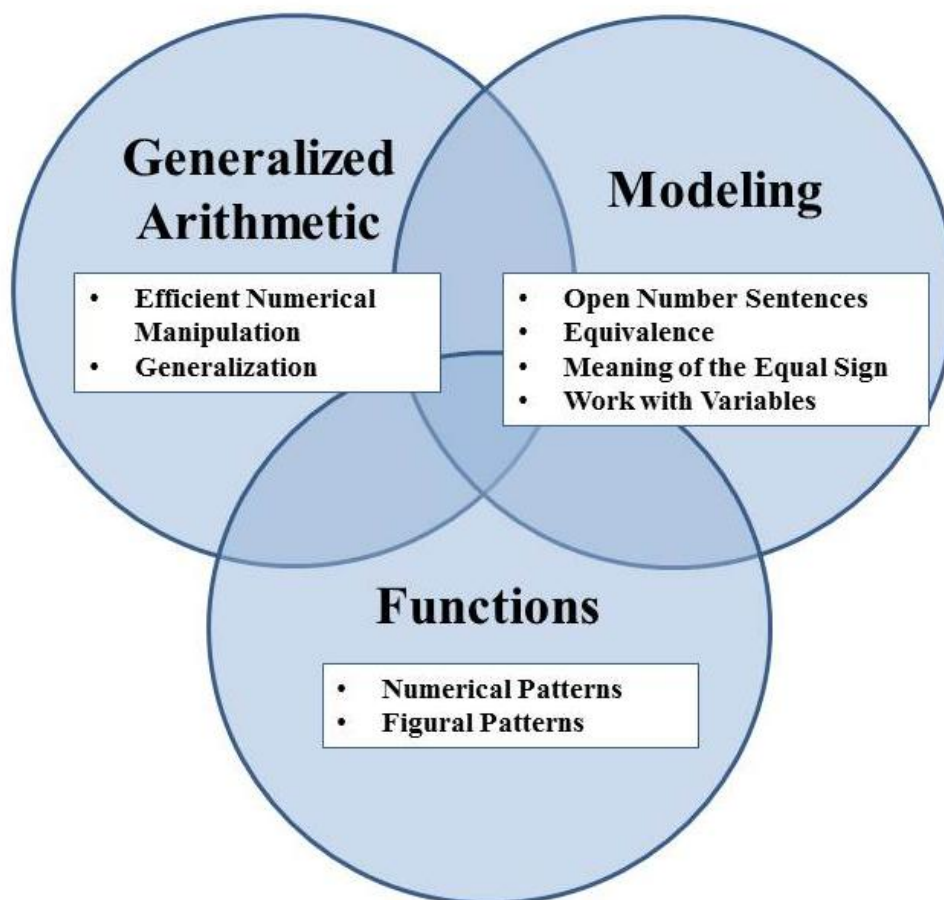 Generalized
Arithmetic
• Efficient Numerical
Manipulation
• Generalization
Modeling
• Open Number Sentences
• Equivalence
• Meaning of the Equal Sign
• Work with Variables
Functions
• Numerical Patterns
• Figural Patterns